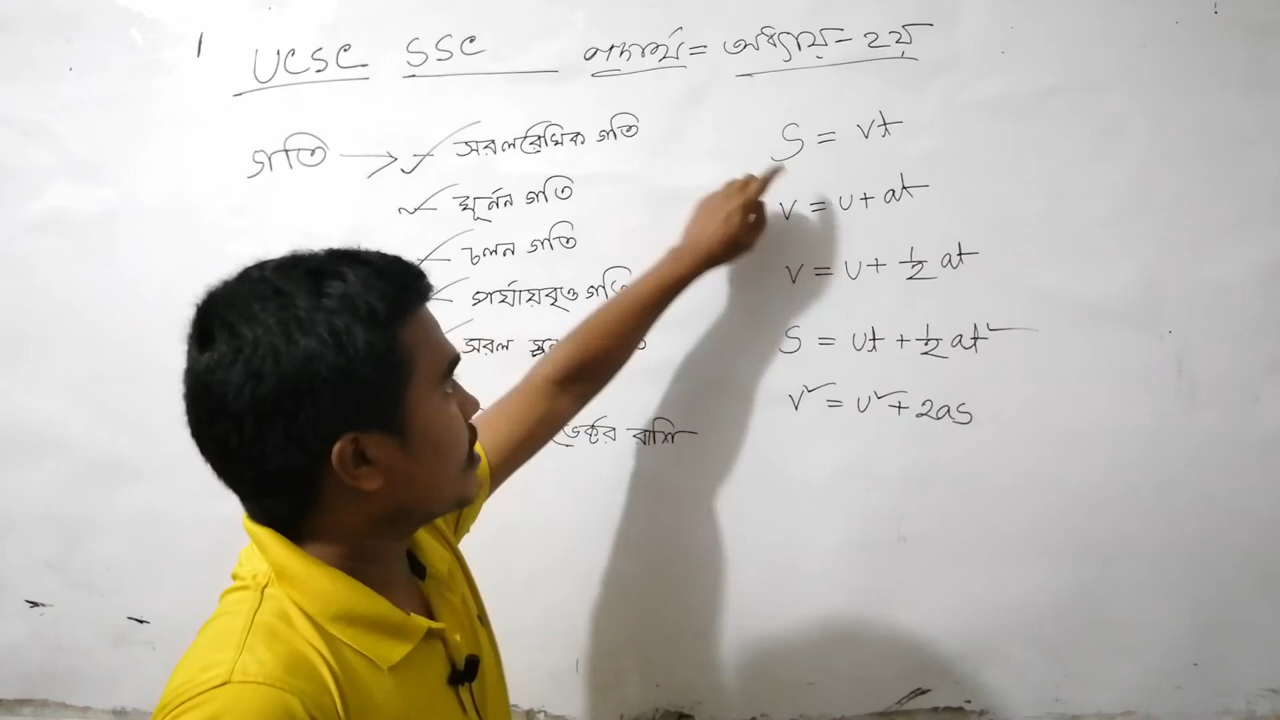 UCSC SSC পদার্থ = অধ্যায় - ২য়
গতি → সরলরৈখিক গতি
ঘূর্নন গতি
চলন গতি
পর্যায়বৃত্ত গতি
সরল
ভেক্টর রাশি
S = vt
v = u + at
v = u + 1/2 at
S = ut + 1/2 at²
v² = u² + 2as